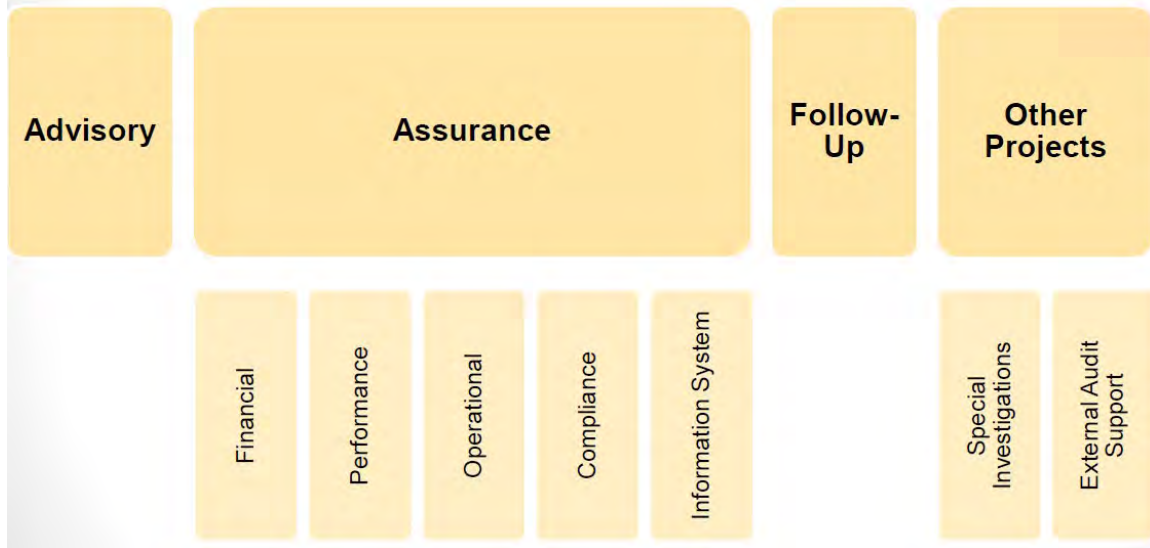 Advisory
Assurance
Follow-
Up
Other
Projects
Financial
Performance
Operational
Compliance
Information System
Special
Investigations
External Audit
Support